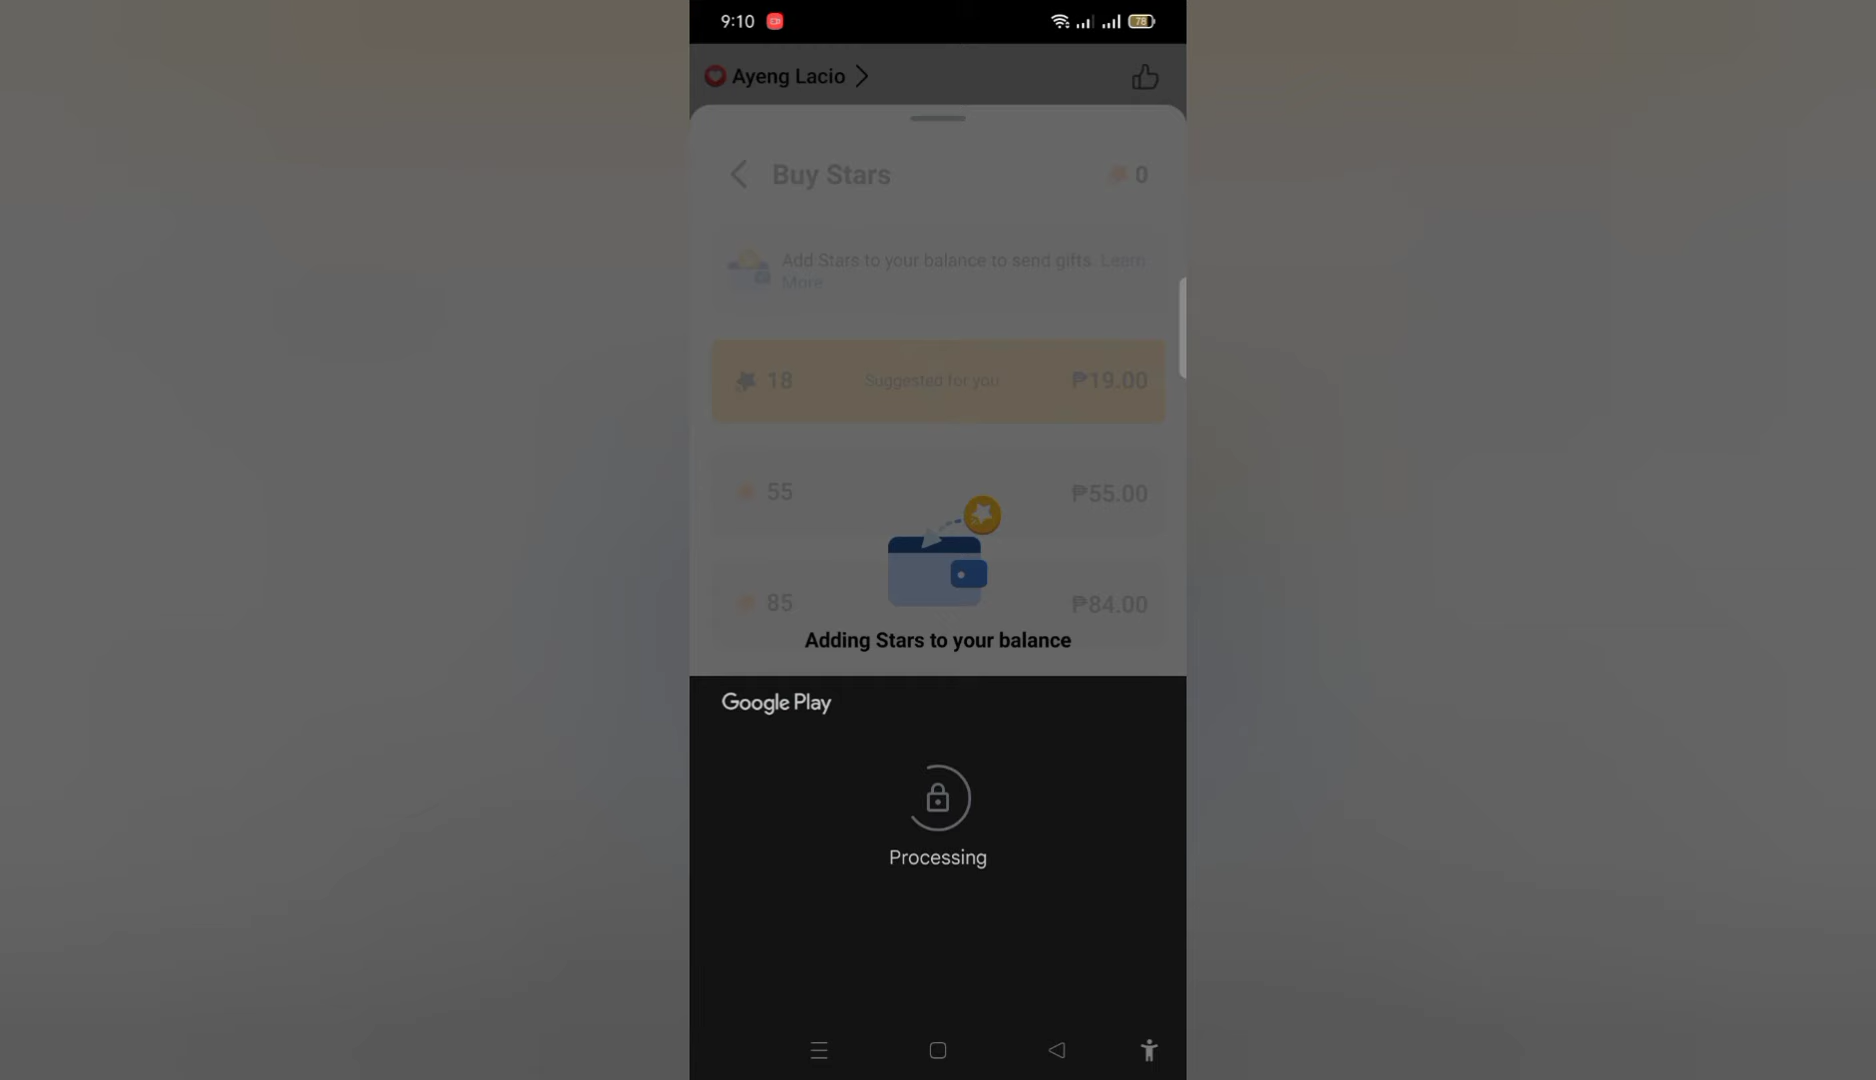 9:10
78
Ayeng Lacio
Buy Stars
0
Add Stars to your balance to send gifts. Learn
More
18
Suggested for you
₱19.00
55
₱55.00
85
₱84.00
Adding Stars to your balance
Google Play
Processing